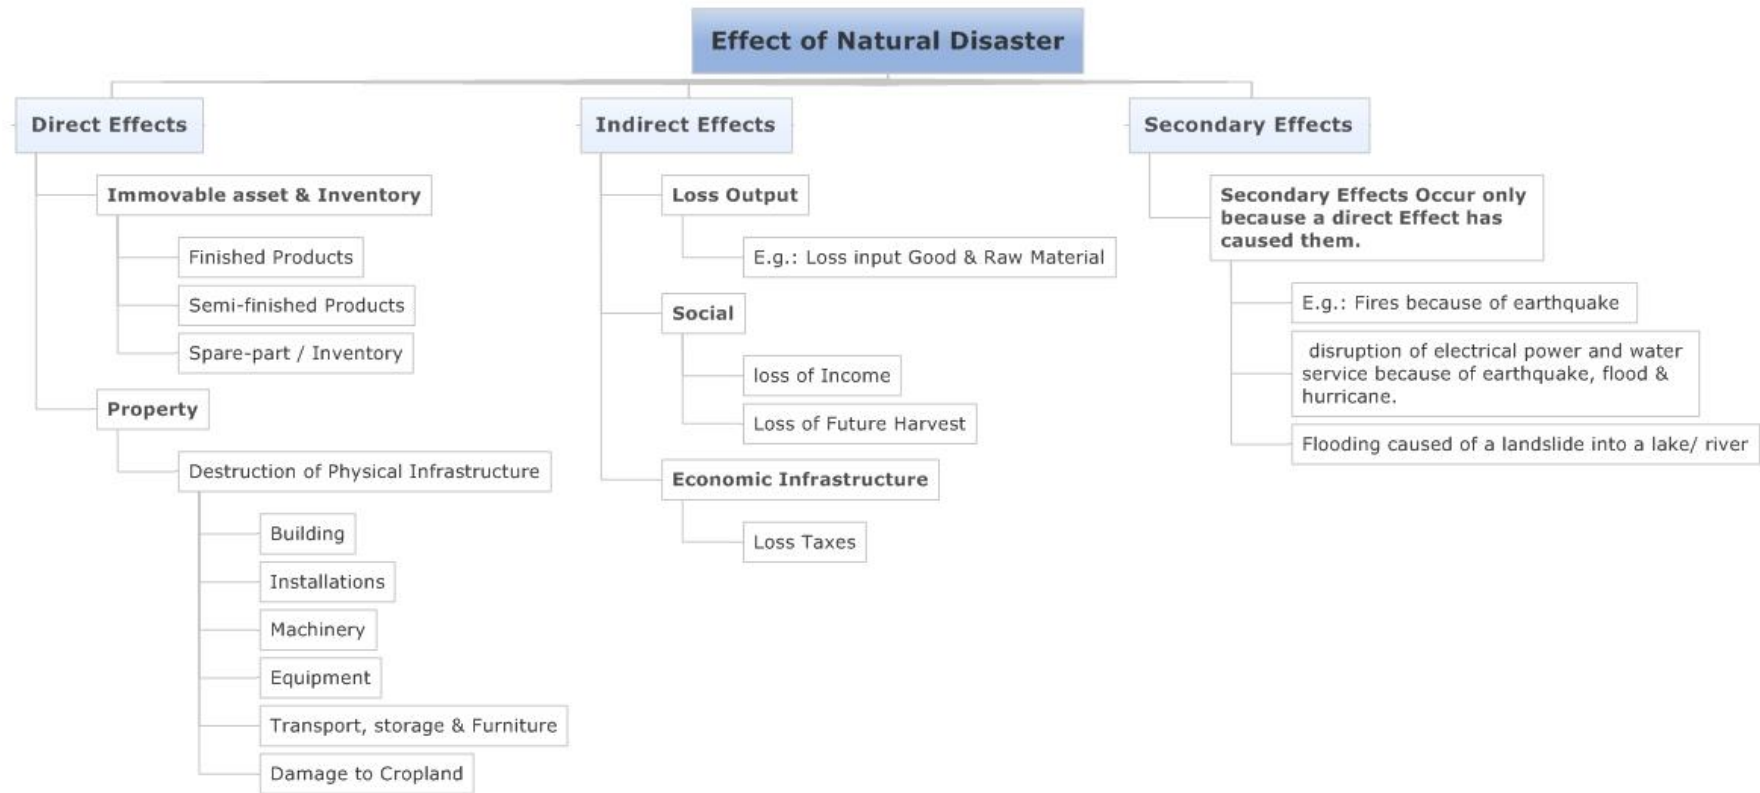 Effect of Natural Disaster
Direct Effects
Immovable asset & Inventory
Finished Products
Semi-finished Products
Spare-part / Inventory
Property
Destruction of Physical Infrastructure
Building
Installations
Machinery
Equipment
Transport, storage & Furniture
Damage to Cropland
Indirect Effects
Loss Output
E.g.: Loss input Good & Raw Material
Social
loss of Income
Loss of Future Harvest
Economic Infrastructure
Loss Taxes
Secondary Effects
Secondary Effects Occur only
because a direct Effect has
caused them.
E.g.: Fires because of earthquake
disruption of electrical power and water
service because of earthquake, flood &
hurricane.
Flooding caused of a landslide into a lake/ river